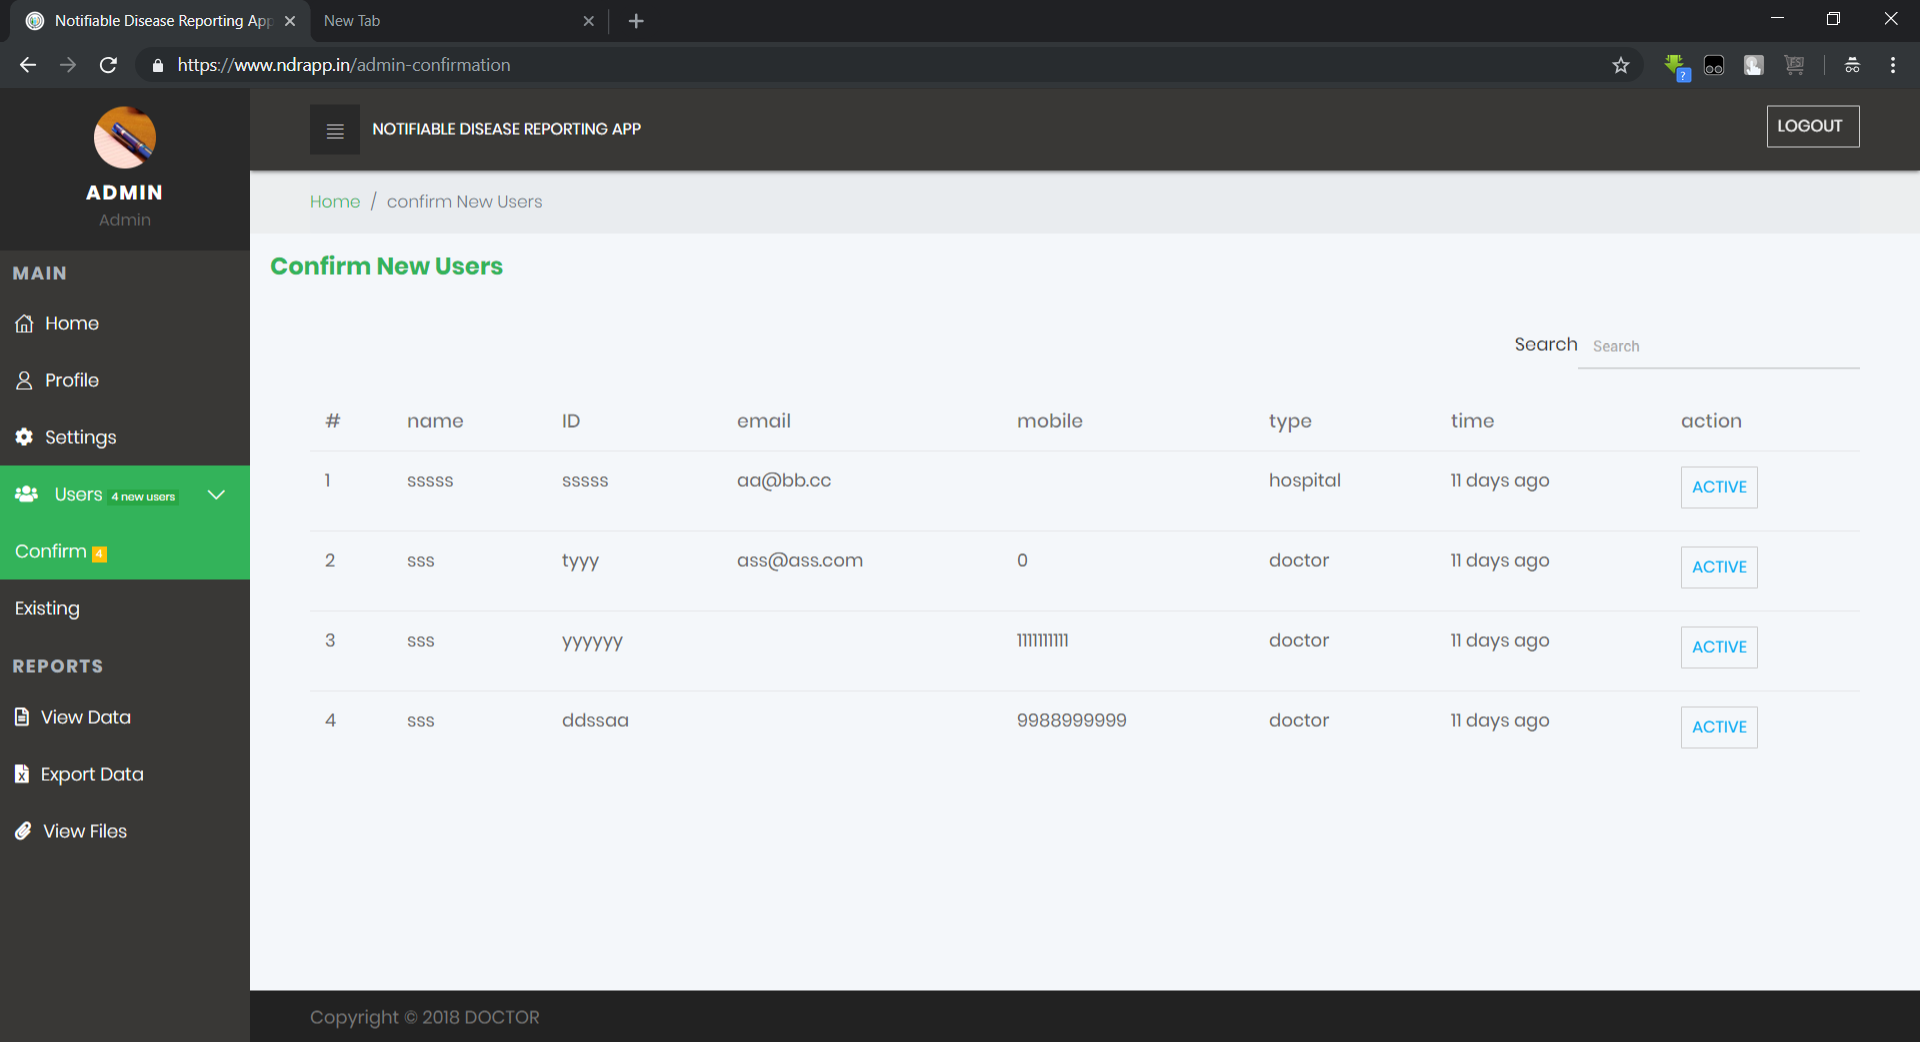 Notifiable Disease Reporting App
New Tab
https://www.ndrapp.in/admin-confirmation
ADMIN
Admin
MAIN
Home
Profile
Settings
Users 4 new users
Confirm 4
Existing
REPORTS
View Data
Export Data
View Files
NOTIFIABLE DISEASE REPORTING APP
LOGOUT
Home / confirm New Users
Confirm New Users
Search Search
# name ID email mobile type time action
1 sssss sssss aa@bb.cc hospital 11 days ago ACTIVE
2 sss tyyy ass@ass.com 0 doctor 11 days ago ACTIVE
3 sss yyyyyy 1111111111 doctor 11 days ago ACTIVE
4 sss ddssaa 9988999999 doctor 11 days ago ACTIVE
Copyright © 2018 DOCTOR